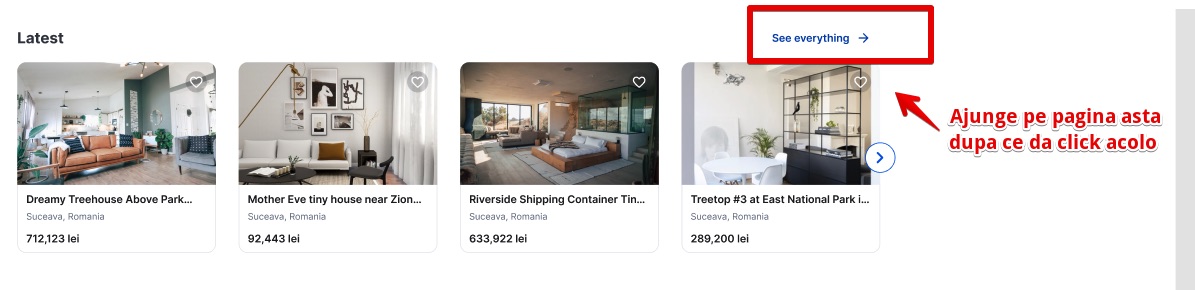 Latest
See everything →
Ajunge pe pagina asta
dupa ce da click acolo
Dreamy Treehouse Above Park...
Suceava, Romania
712,123 lei
Mother Eve tiny house near Zion...
Suceava, Romania
92,443 lei
Riverside Shipping Container Tin...
Suceava, Romania
633,922 lei
Treetop #3 at East National Park i...
Suceava, Romania
289,200 lei